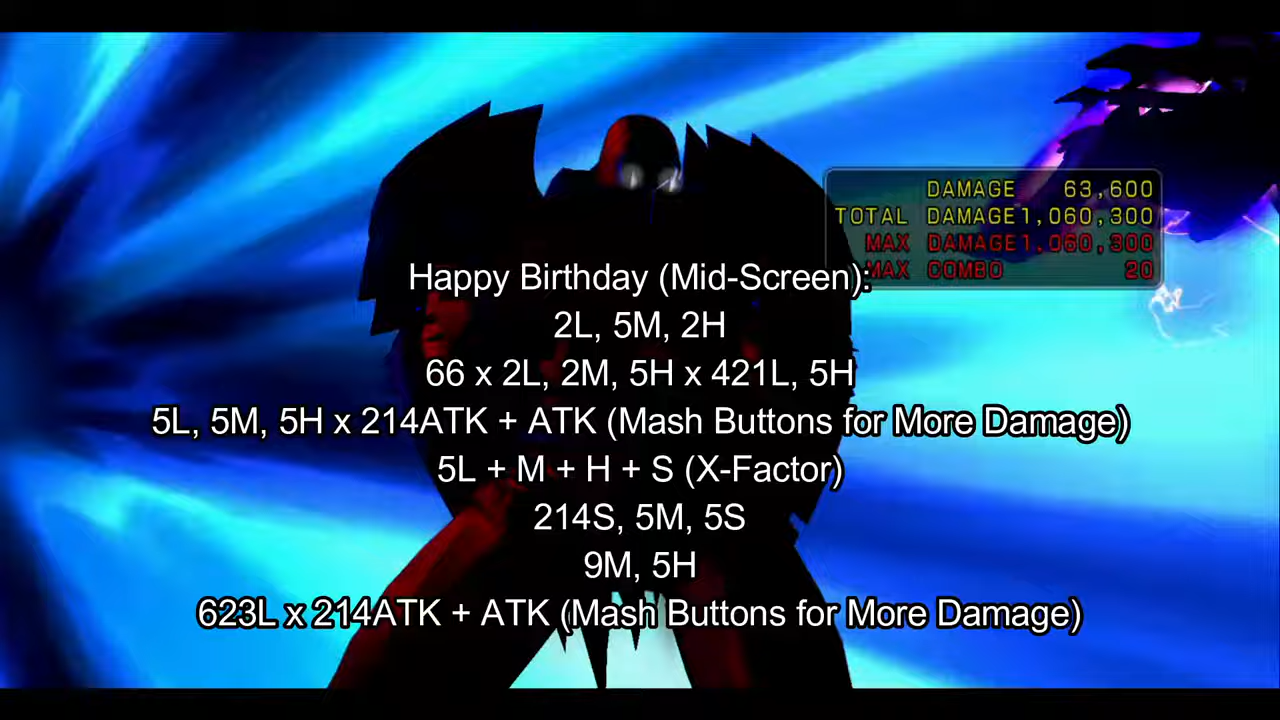 DAMAGE 63,600
TOTAL DAMAGE 1,060,300
MAX DAMAGE 1,060,300
MAX COMBO 20
Happy Birthday (Mid-Screen):
2L, 5M, 2H
66 x 2L, 2M, 5H x 421L, 5H
5L, 5M, 5H x 214ATK + ATK (Mash Buttons for More Damage)
5L + M + H + S (X-Factor)
214S, 5M, 5S
9M, 5H
623L x 214ATK + ATK (Mash Buttons for More Damage)